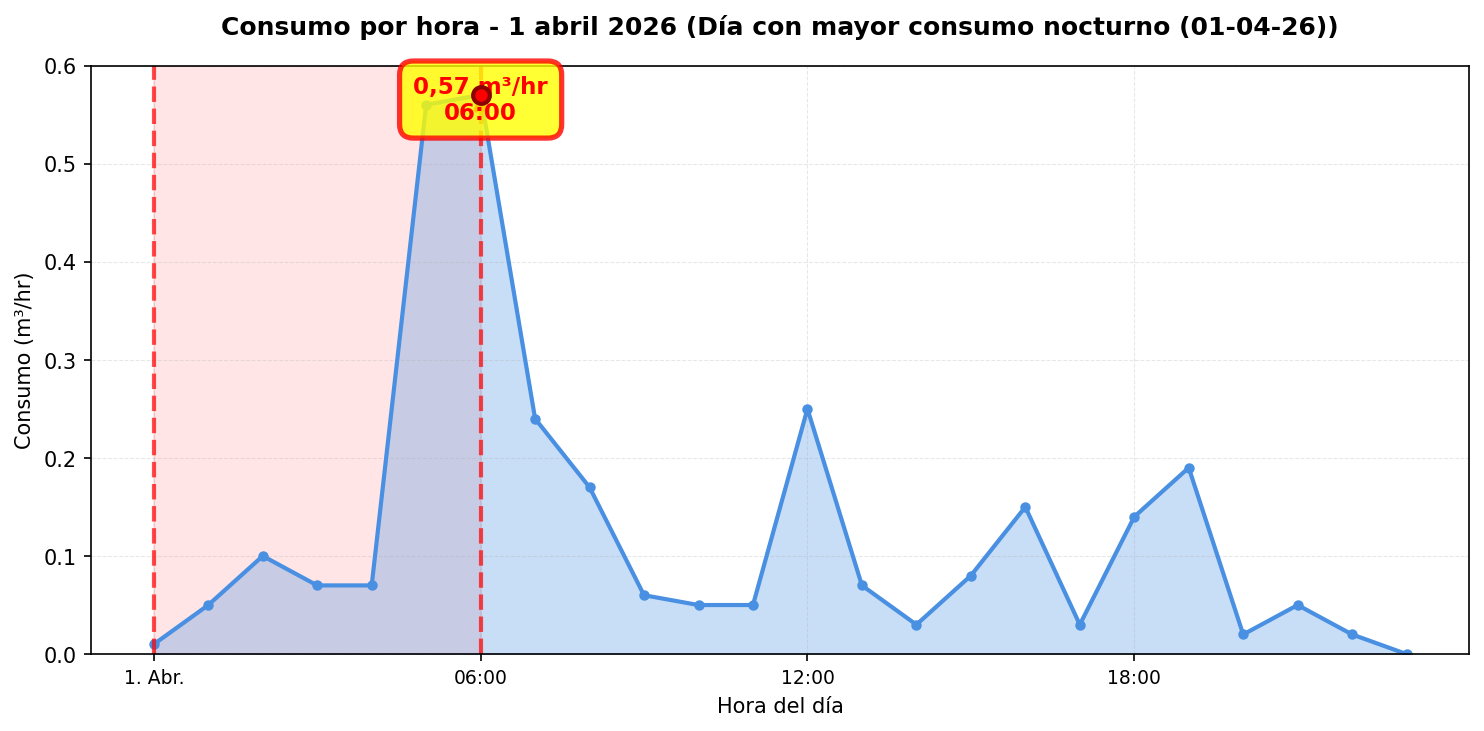 Consumo por hora - 1 abril 2026 (Día con mayor consumo nocturno (01-04-26))
0,57 m³/hr
06:00
Consumo (m³/hr)
0.6
0.5
0.4
0.3
0.2
0.1
0.0
1. Abr.
06:00
12:00
18:00
Hora del día